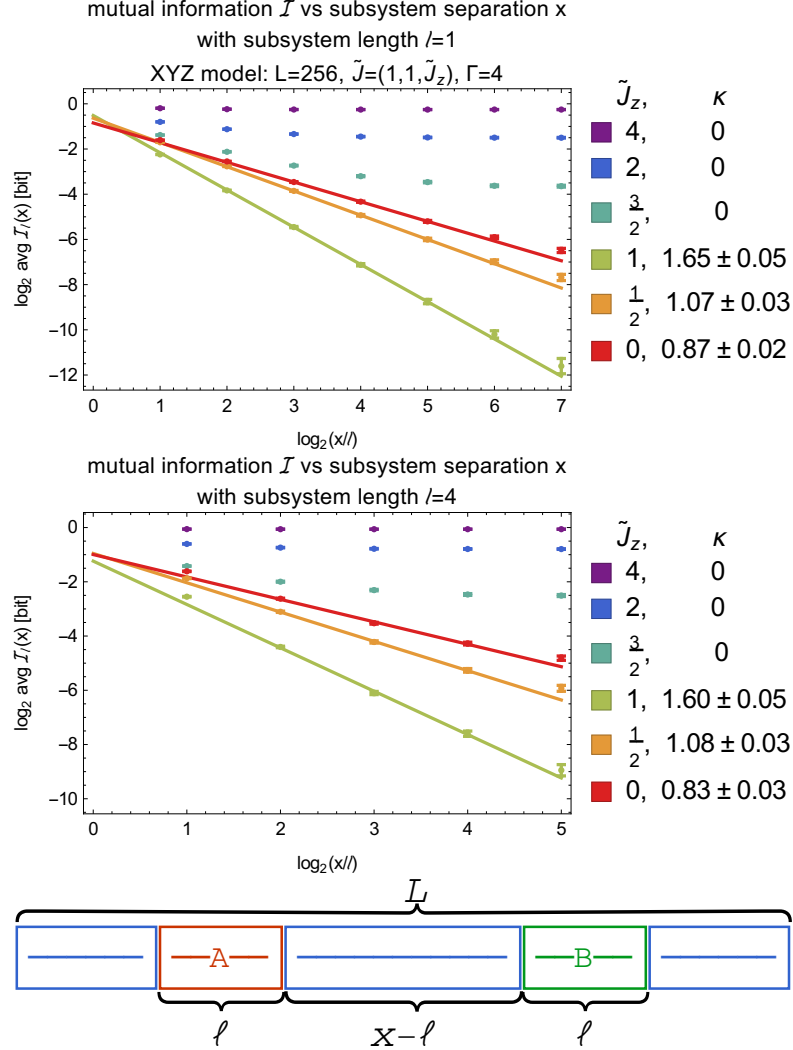 mutual information ℐ vs subsystem separation x
with subsystem length ℓ=1
XYZ model: L=256, J̃=(1,1,J̃z), Γ=4
log₂ avg ℐₗ(x) [bit]
0
−2
−4
−6
−8
−10
−12
0 1 2 3 4 5 6 7
log₂(x/ℓ)
J̃z, κ
4, 0
2, 0
3/2, 0
1, 1.65 ± 0.05
1/2, 1.07 ± 0.03
0, 0.87 ± 0.02
mutual information ℐ vs subsystem separation x
with subsystem length ℓ=4
log₂ avg ℐₗ(x) [bit]
0
−2
−4
−6
−8
−10
0 1 2 3 4 5
log₂(x/ℓ)
J̃z, κ
4, 0
2, 0
3/2, 0
1, 1.60 ± 0.05
1/2, 1.08 ± 0.03
0, 0.83 ± 0.03
L
A B
ℓ x−ℓ ℓ